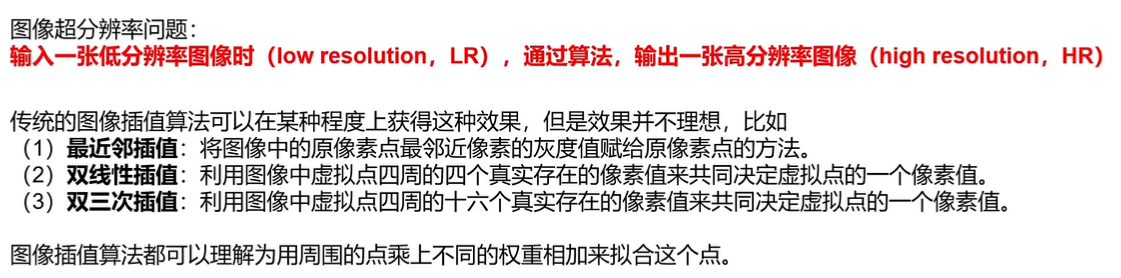 图像超分辨率问题：
输入一张低分辨率图像时（low resolution，LR），通过算法，输出一张高分辨率图像（high resolution，HR）
传统的图像插值算法可以在某种程度上获得这种效果，但是效果并不理想，比如
（1）最近邻插值：将图像中的原像素点最邻近像素的灰度值赋给原像素点的方法。
（2）双线性插值：利用图像中虚拟点四周的四个真实存在的像素值来共同决定虚拟点的一个像素值。
（3）双三次插值：利用图像中虚拟点四周的十六个真实存在的像素值来共同决定虚拟点的一个像素值。
图像插值算法都可以理解为用周围的点乘上不同的权重相加来拟合这个点。